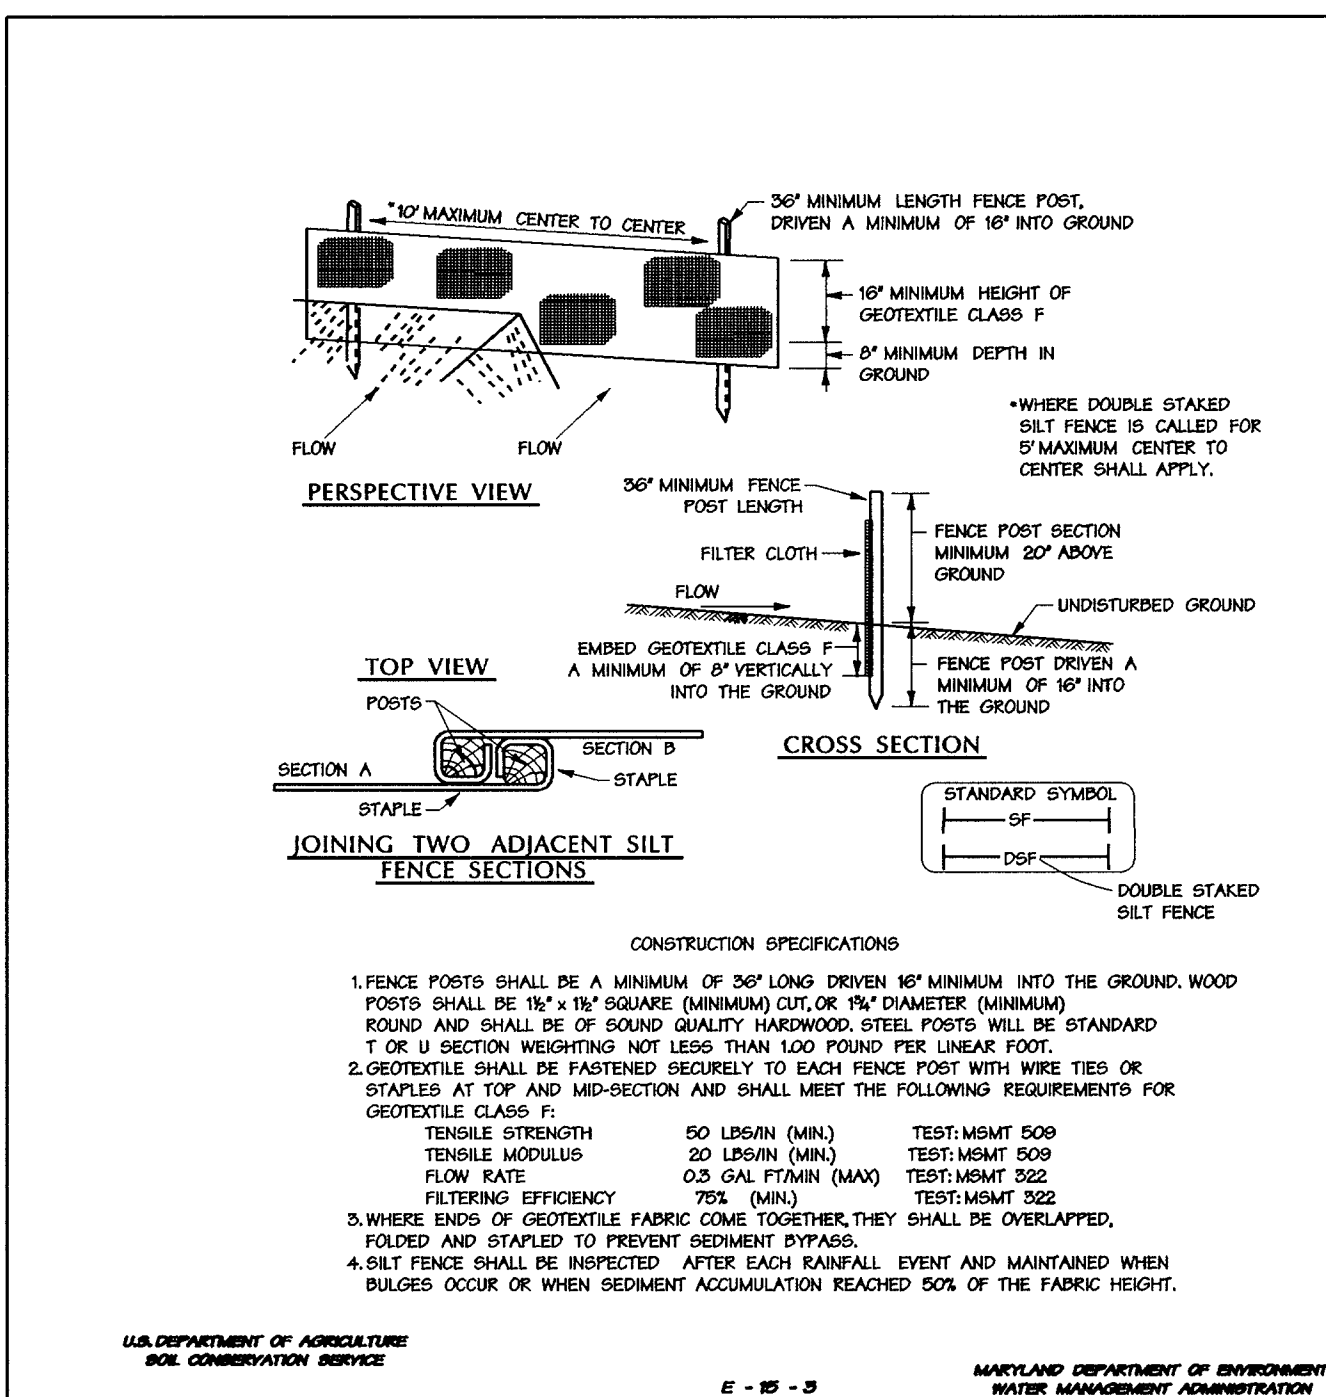 *10' MAXIMUM CENTER TO CENTER
36" MINIMUM LENGTH FENCE POST,
DRIVEN A MINIMUM OF 16" INTO GROUND
16" MINIMUM HEIGHT OF
GEOTEXTILE CLASS F
8" MINIMUM DEPTH IN
GROUND
FLOW
FLOW
PERSPECTIVE VIEW
*WHERE DOUBLE STAKED
SILT FENCE IS CALLED FOR
5' MAXIMUM CENTER TO
CENTER SHALL APPLY.
36" MINIMUM FENCE
POST LENGTH
FILTER CLOTH
FLOW
FENCE POST SECTION
MINIMUM 20" ABOVE
GROUND
UNDISTURBED GROUND
EMBED GEOTEXTILE CLASS F
A MINIMUM OF 8" VERTICALLY
INTO THE GROUND
FENCE POST DRIVEN A
MINIMUM OF 16" INTO
THE GROUND
CROSS SECTION
TOP VIEW
POSTS
SECTION B
SECTION A
STAPLE
STAPLE
JOINING TWO ADJACENT SILT
FENCE SECTIONS
STANDARD SYMBOL
SF
DSF
DOUBLE STAKED
SILT FENCE
CONSTRUCTION SPECIFICATIONS
1. FENCE POSTS SHALL BE A MINIMUM OF 36" LONG DRIVEN 16" MINIMUM INTO THE GROUND. WOOD
POSTS SHALL BE 1½" x 1½" SQUARE (MINIMUM) CUT, OR 1¾" DIAMETER (MINIMUM)
ROUND AND SHALL BE OF SOUND QUALITY HARDWOOD. STEEL POSTS WILL BE STANDARD
T OR U SECTION WEIGHTING NOT LESS THAN 1.00 POUND PER LINEAR FOOT.
2. GEOTEXTILE SHALL BE FASTENED SECURELY TO EACH FENCE POST WITH WIRE TIES OR
STAPLES AT TOP AND MID-SECTION AND SHALL MEET THE FOLLOWING REQUIREMENTS FOR
GEOTEXTILE CLASS F:
TENSILE STRENGTH 50 LBS/IN (MIN.) TEST: MSMT 509
TENSILE MODULUS 20 LBS/IN (MIN.) TEST: MSMT 509
FLOW RATE 0.3 GAL FT/MIN (MAX) TEST: MSMT 322
FILTERING EFFICIENCY 75% (MIN.) TEST: MSMT 322
3. WHERE ENDS OF GEOTEXTILE FABRIC COME TOGETHER, THEY SHALL BE OVERLAPPED,
FOLDED AND STAPLED TO PREVENT SEDIMENT BYPASS.
4. SILT FENCE SHALL BE INSPECTED AFTER EACH RAINFALL EVENT AND MAINTAINED WHEN
BULGES OCCUR OR WHEN SEDIMENT ACCUMULATION REACHED 50% OF THE FABRIC HEIGHT.
U.S. DEPARTMENT OF AGRICULTURE
SOIL CONSERVATION SERVICE
E - 15 - 3
MARYLAND DEPARTMENT OF ENVIRONMENT
WATER MANAGEMENT ADMINISTRATION